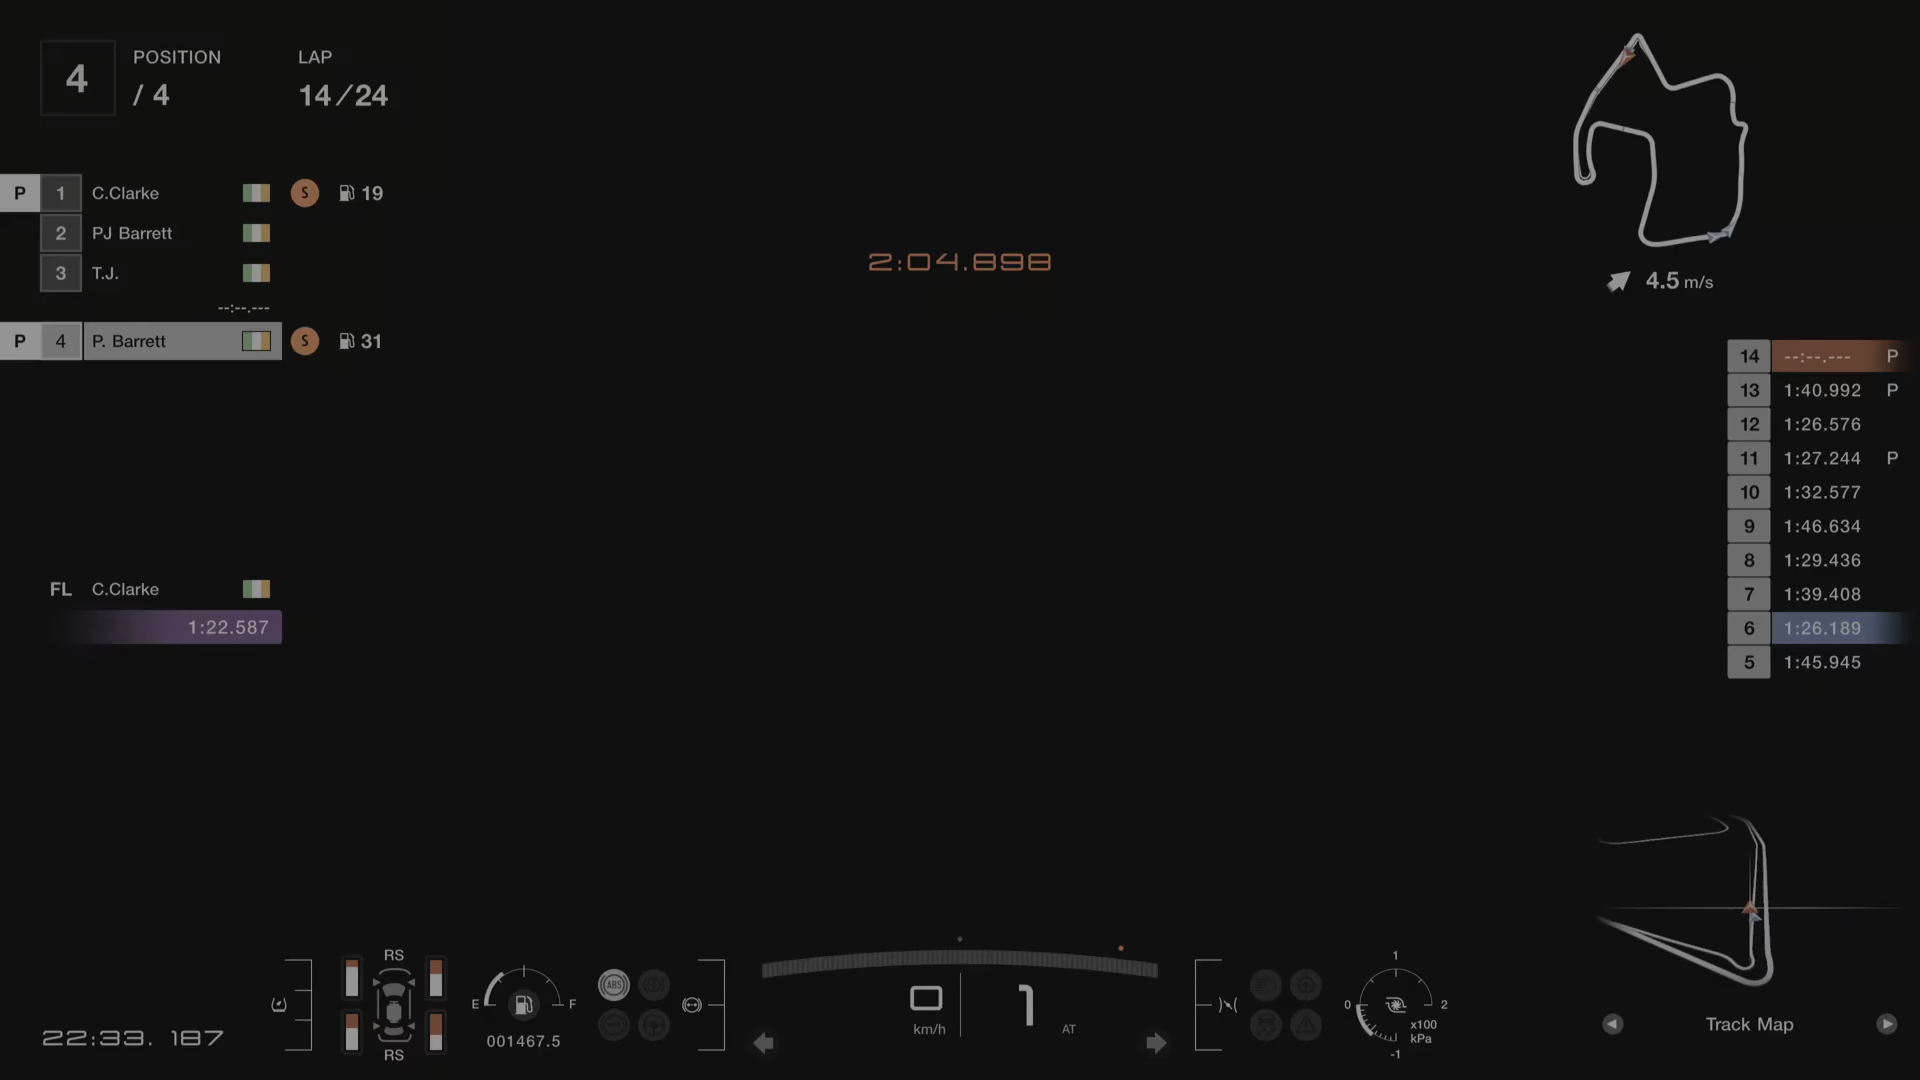 4
POSITION
/ 4
LAP
14/24
P 1 C.Clarke S 19
2 PJ Barrett
3 T.J.
--:--.---
P 4 P. Barrett S 31
FL C.Clarke
1:22.587
2:04.898
4.5 m/s
14 --:--.--- P
13 1:40.992 P
12 1:26.576
11 1:27.244 P
10 1:32.577
9 1:46.634
8 1:29.436
7 1:39.408
6 1:26.189
5 1:45.945
22:33. 187
RS
RS
E F
001467.5
ABS
0
km/h
1
AT
1
0 2
x100
kPa
-1
Track Map